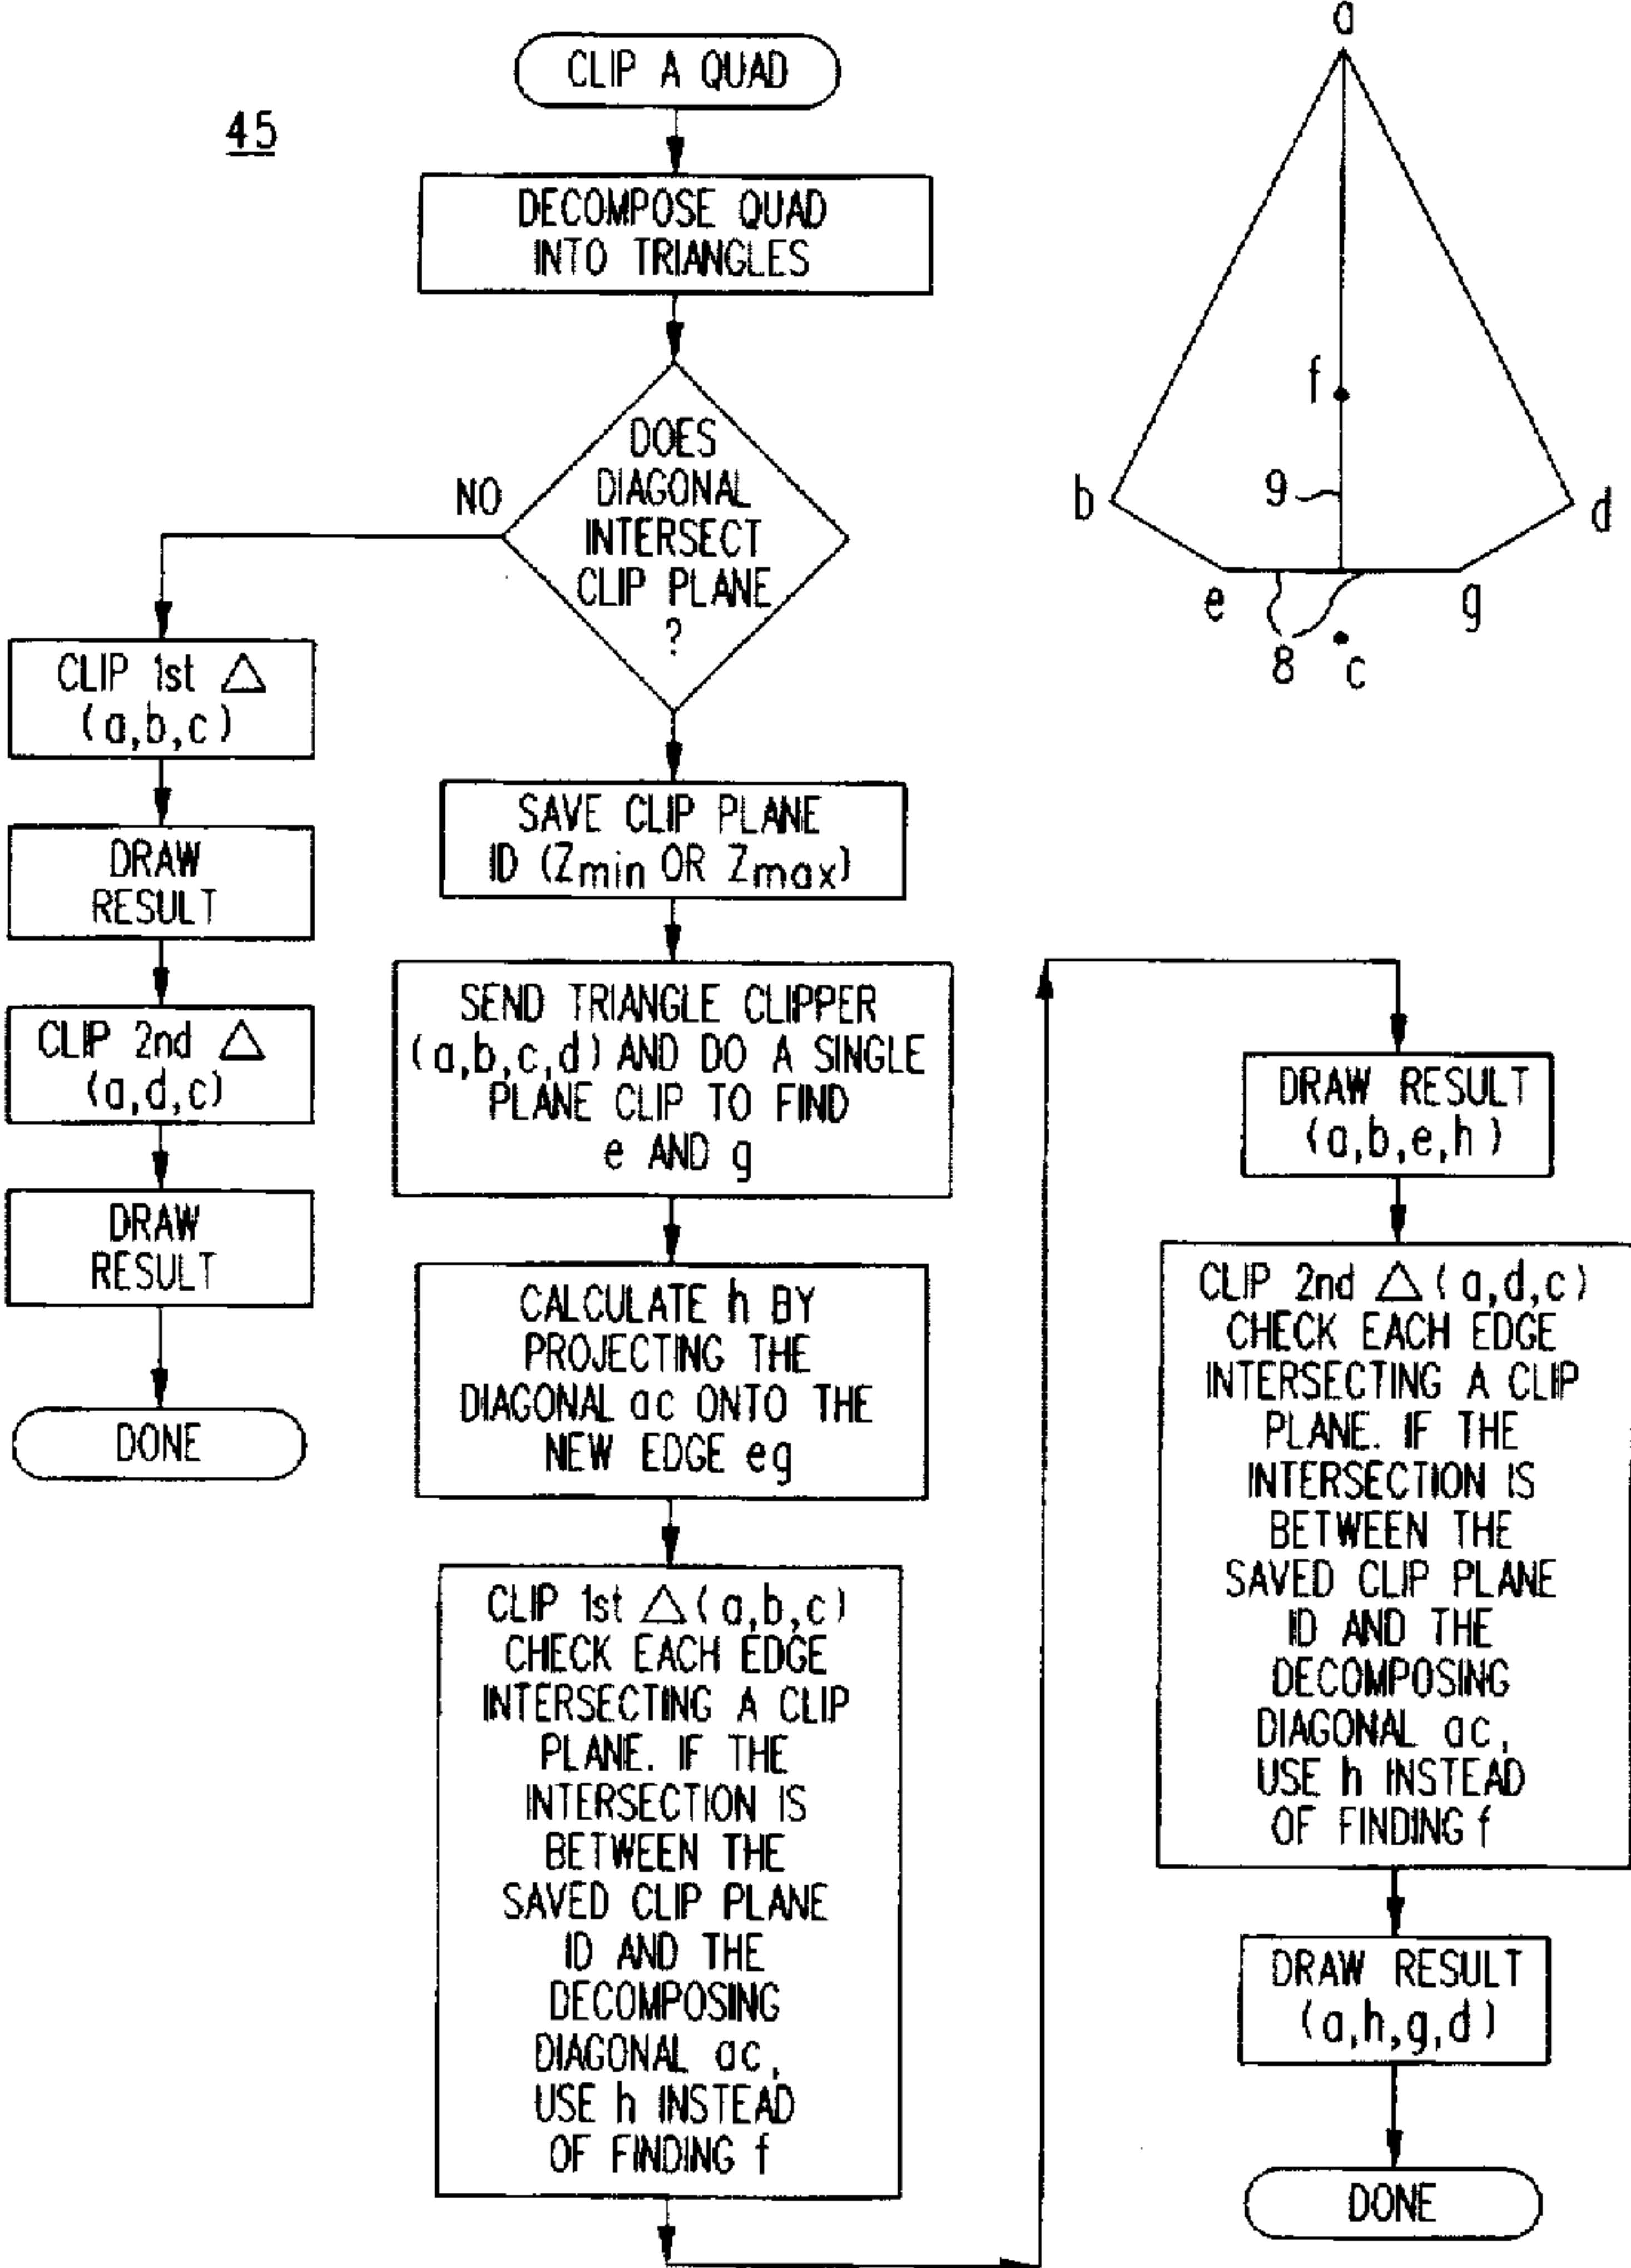 45
CLIP A QUAD
DECOMPOSE QUAD
INTO TRIANGLES
DOES
DIAGONAL
INTERSECT
CLIP PLANE
?
NO
CLIP 1st △
(a,b,c)
DRAW
RESULT
CLIP 2nd △
(a,d,c)
DRAW
RESULT
DONE
SAVE CLIP PLANE
ID (Zmin OR Zmax)
SEND TRIANGLE CLIPPER
(a,b,c,d) AND DO A SINGLE
PLANE CLIP TO FIND
e AND g
CALCULATE h BY
PROJECTING THE
DIAGONAL ac ONTO THE
NEW EDGE eg
CLIP 1st △(a,b,c)
CHECK EACH EDGE
INTERSECTING A CLIP
PLANE. IF THE
INTERSECTION IS
BETWEEN THE
SAVED CLIP PLANE
ID AND THE
DECOMPOSING
DIAGONAL ac,
USE h INSTEAD
OF FINDING f
DRAW RESULT
(a,b,e,h)
CLIP 2nd △(a,d,c)
CHECK EACH EDGE
INTERSECTING A CLIP
PLANE. IF THE
INTERSECTION IS
BETWEEN THE
SAVED CLIP PLANE
ID AND THE
DECOMPOSING
DIAGONAL ac,
USE h INSTEAD
OF FINDING f
DRAW RESULT
(a,h,g,d)
DONE
a
f
9
b
d
e
g
8
c